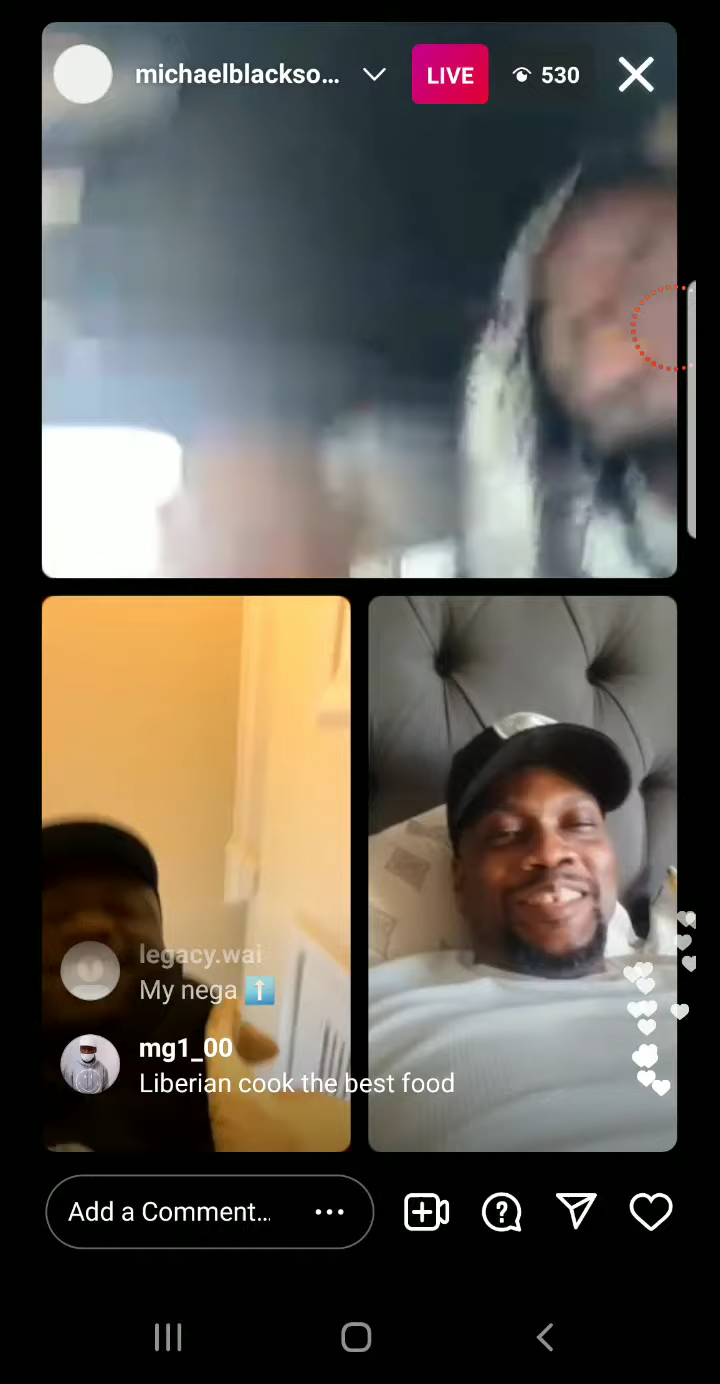 michaelblackso...
LIVE
530
legacy.wai
My nega ⬆️
mg1_00
Liberian cook the best food
Add a Comment...